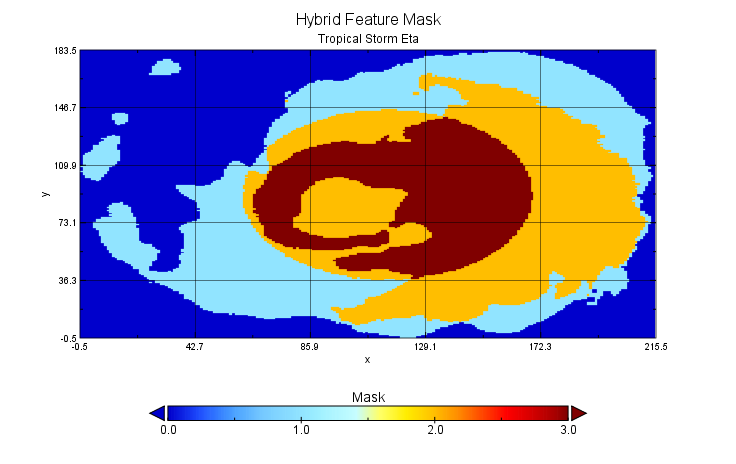 Hybrid Feature Mask
Tropical Storm Eta
183.5
146.7
109.9
y
73.1
36.3
-0.5
-0.5 42.7 85.9 129.1 172.3 215.5
x
Mask
0.0 1.0 2.0 3.0